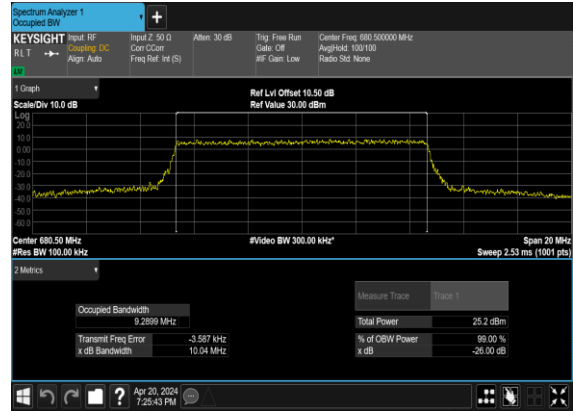 Spectrum Analyzer 1
Occupied BW
KEYSIGHT Input: RF Input Z: 50 Ω Atten: 30 dB Trig: Free Run Center Freq: 680.500000 MHz
RLT Coupling: DC Corr CCorr Gate: Off Avg|Hold: 100/100
Align: Auto Freq Ref: Int (S) #IF Gain: Low Radio Std: None
1 Graph
Ref Lvl Offset 10.50 dB
Scale/Div 10.0 dB Ref Value 30.00 dBm
Log
20.0
10.0
0.00
-10.0
-20.0
-30.0
-40.0
-50.0
-60.0
Center 680.50 MHz #Video BW 300.00 kHz* Span 20 MHz
#Res BW 100.00 kHz Sweep 2.53 ms (1001 pts)
2 Metrics
Measure Trace Trace 1
Occupied Bandwidth
9.2899 MHz Total Power 25.2 dBm
Transmit Freq Error -3.587 kHz % of OBW Power 99.00 %
x dB Bandwidth 10.04 MHz x dB -26.00 dB
? Apr 20, 2024
7:25:43 PM